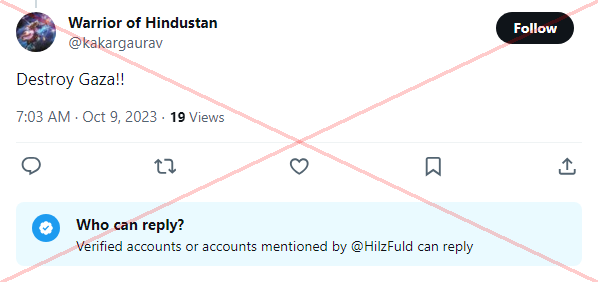 Warrior of Hindustan
Follow
@kakargaurav
Destroy Gaza!!
7:03 AM · Oct 9, 2023 · 19 Views
Who can reply?
Verified accounts or accounts mentioned by @HilzFuld can reply